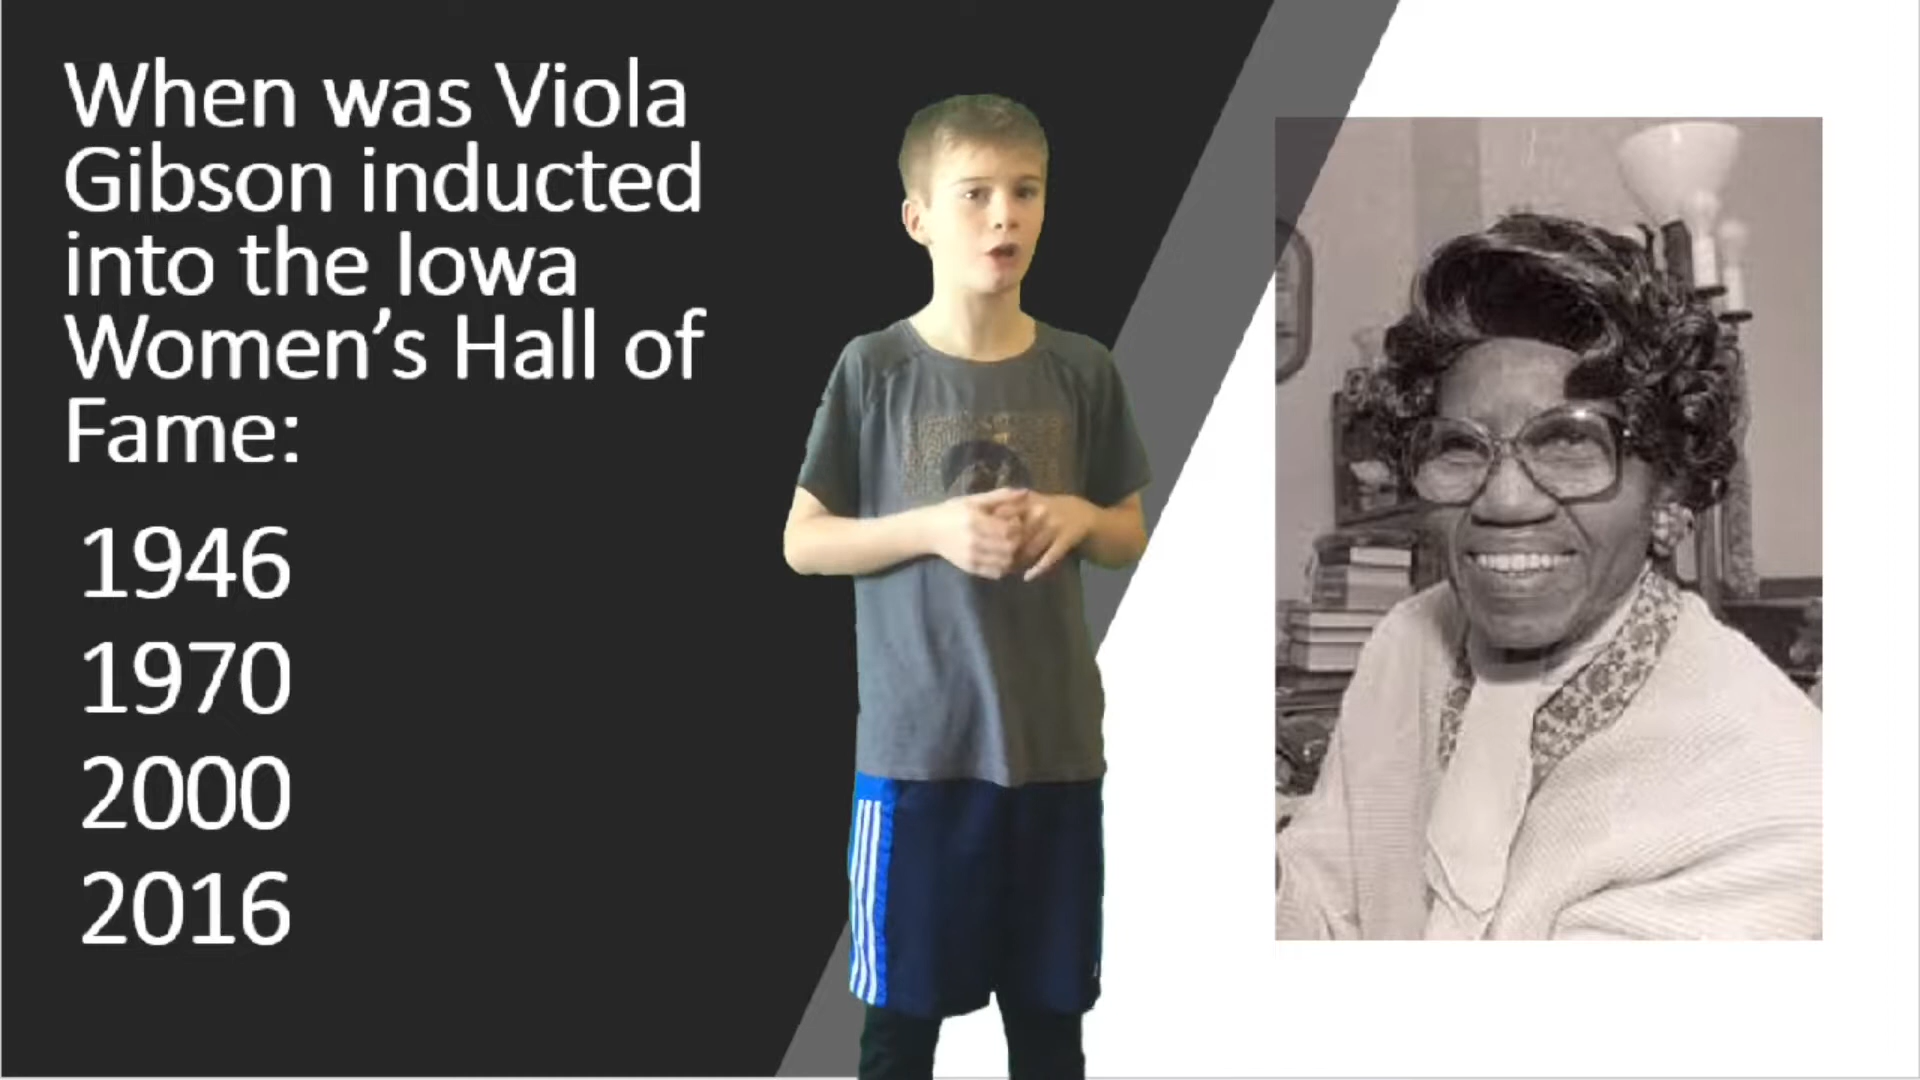 When was Viola
Gibson inducted
into the Iowa
Women’s Hall of
Fame:
1946
1970
2000
2016